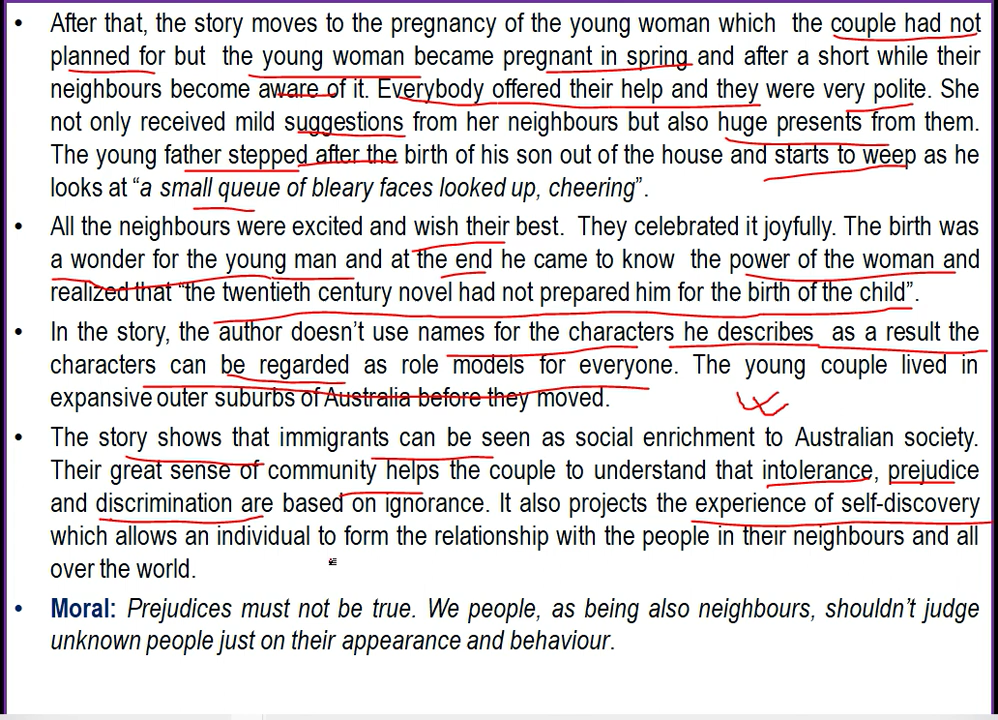 • After that, the story moves to the pregnancy of the young woman which the couple had not
planned for but the young woman became pregnant in spring and after a short while their
neighbours become aware of it. Everybody offered their help and they were very polite. She
not only received mild suggestions from her neighbours but also huge presents from them.
The young father stepped after the birth of his son out of the house and starts to weep as he
looks at “a small queue of bleary faces looked up, cheering”.
• All the neighbours were excited and wish their best. They celebrated it joyfully. The birth was
a wonder for the young man and at the end he came to know the power of the woman and
realized that “the twentieth century novel had not prepared him for the birth of the child”.
• In the story, the author doesn’t use names for the characters he describes as a result the
characters can be regarded as role models for everyone. The young couple lived in
expansive outer suburbs of Australia before they moved.
• The story shows that immigrants can be seen as social enrichment to Australian society.
Their great sense of community helps the couple to understand that intolerance, prejudice
and discrimination are based on ignorance. It also projects the experience of self-discovery
which allows an individual to form the relationship with the people in their neighbours and all
over the world.
• Moral: Prejudices must not be true. We people, as being also neighbours, shouldn’t judge
unknown people just on their appearance and behaviour.